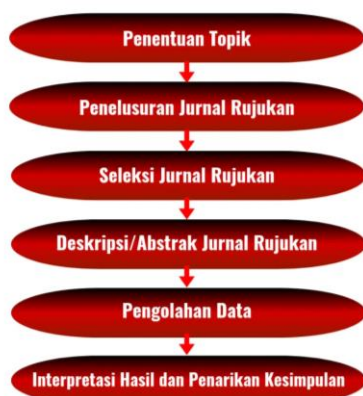 Penentuan Topik
Penelusuran Jurnal Rujukan
Seleksi Jurnal Rujukan
Deskripsi/Abstrak Jurnal Rujukan
Pengolahan Data
Interpretasi Hasil dan Penarikan Kesimpulan